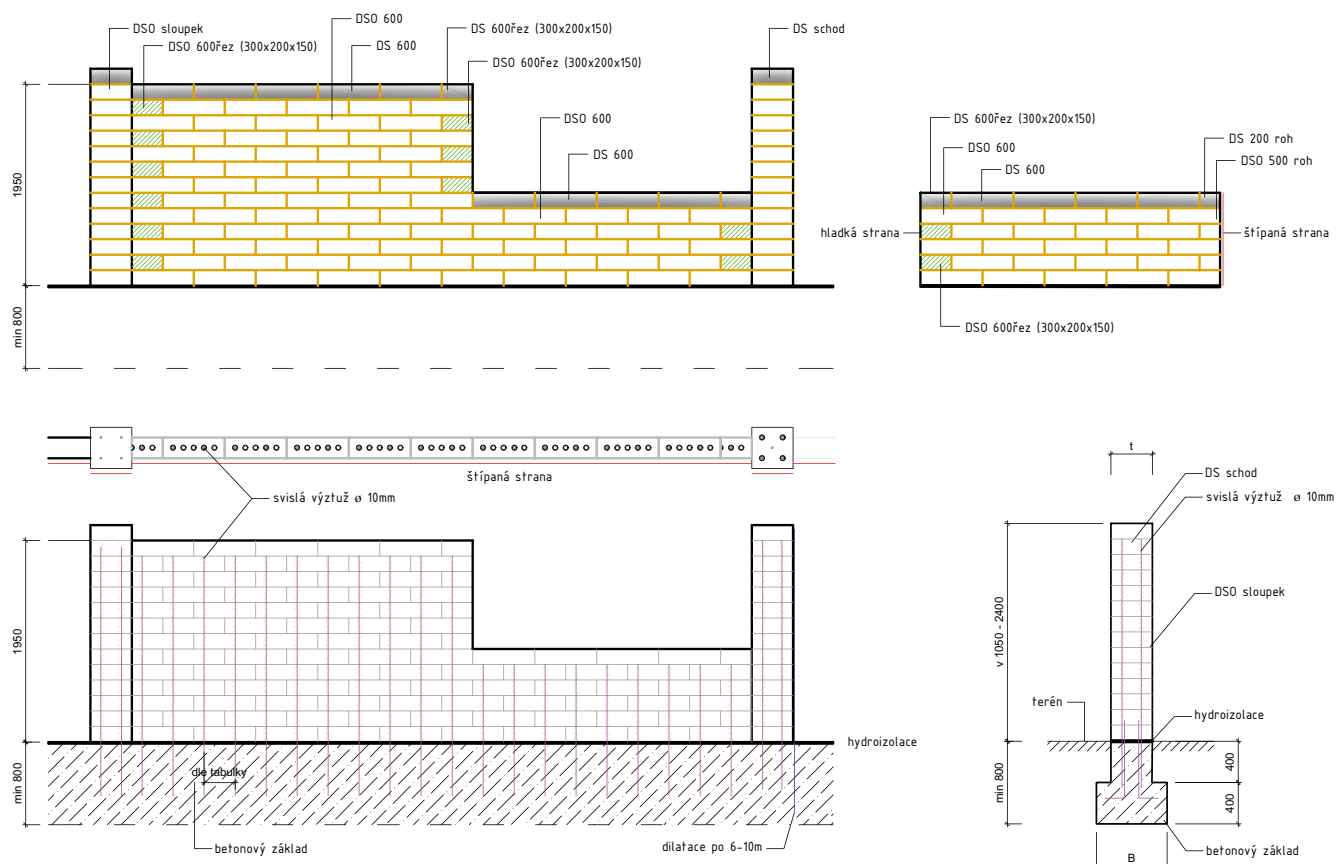 DSO sloupek
DSO 600
DS 600řez (300x200x150)
DS schod
DSO 600řez (300x200x150)
DS 600
DSO 600řez (300x200x150)
DSO 600
DS 600
1950
min 800
DS 600řez (300x200x150)
DSO 600
DS 600
DS 200 roh
DSO 500 roh
hladká strana
štípaná strana
DSO 600řez (300x200x150)
štípaná strana
svislá výztuž ø 10mm
1950
min 800
hydroizolace
dle tabulky
betonový základ
dilatace po 6-10m
t
DS schod
svislá výztuž ø 10mm
DSO sloupek
v 1050 - 2400
terén
hydroizolace
min 800
400
400
betonový základ
B